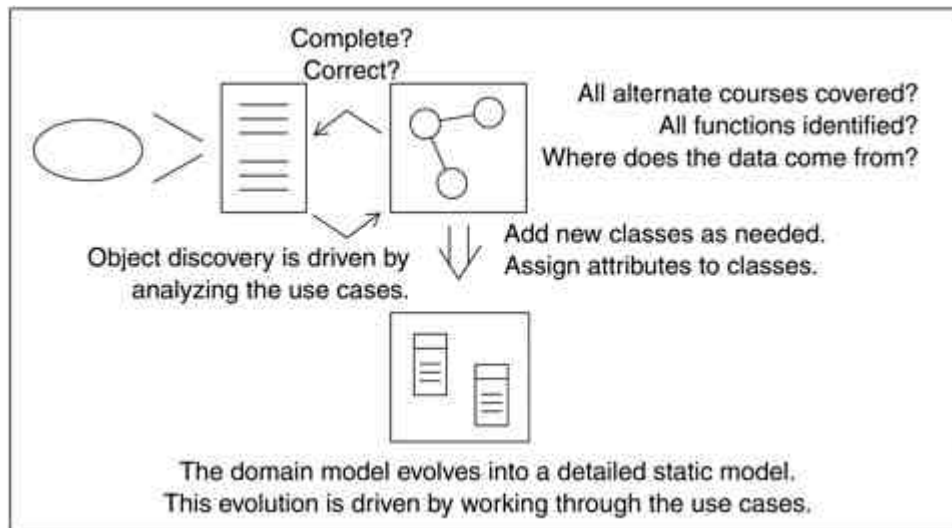 Complete?
Correct?
All alternate courses covered?
All functions identified?
Where does the data come from?
Object discovery is driven by
analyzing the use cases.
Add new classes as needed.
Assign attributes to classes.
The domain model evolves into a detailed static model.
This evolution is driven by working through the use cases.